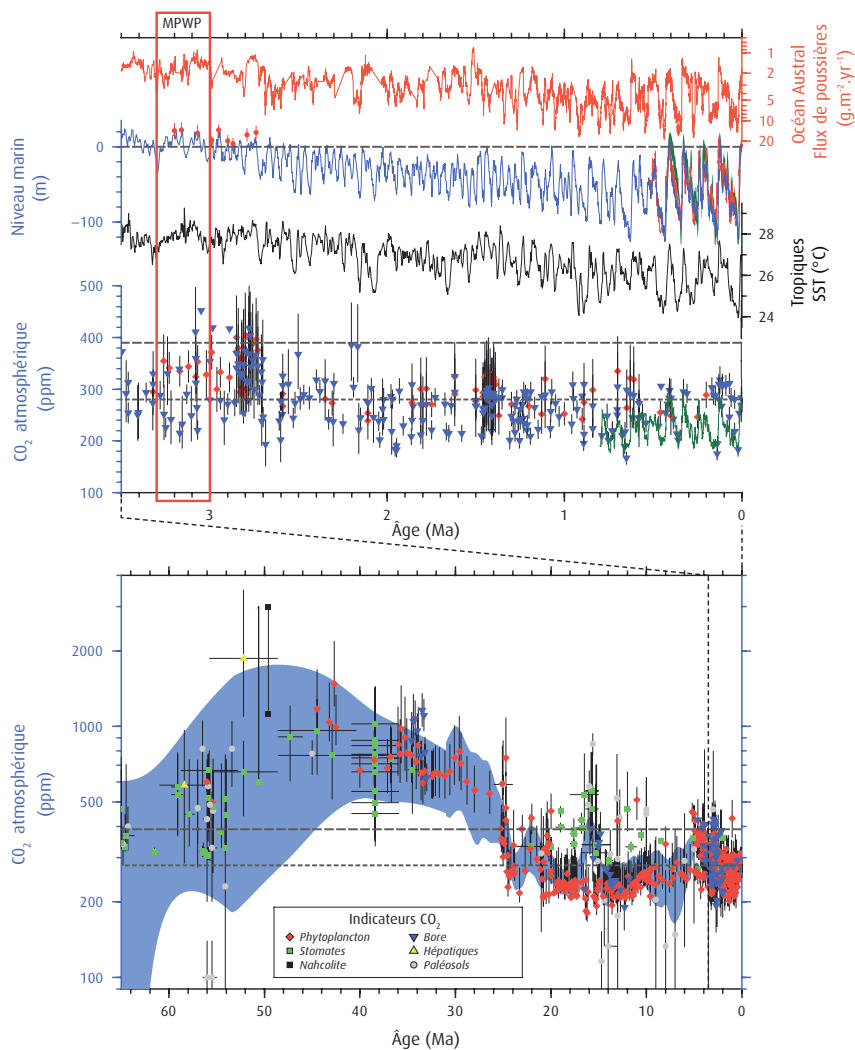 MPWP
1
2
5
10
20
Océan Austral
Flux de poussières
(g.m⁻².yr⁻¹)
0
−100
Niveau marin
(m)
28
26
24
Tropiques
SST (°C)
500
400
300
200
100
CO₂ atmosphérique
(ppm)
3
2
1
0
Âge (Ma)
2000
1000
500
200
100
CO₂ atmosphérique
(ppm)
Indicateurs CO₂
Phytoplancton
Bore
Stomates
Hépatiques
Nahcolite
Paléosols
60
50
40
30
20
10
0
Âge (Ma)